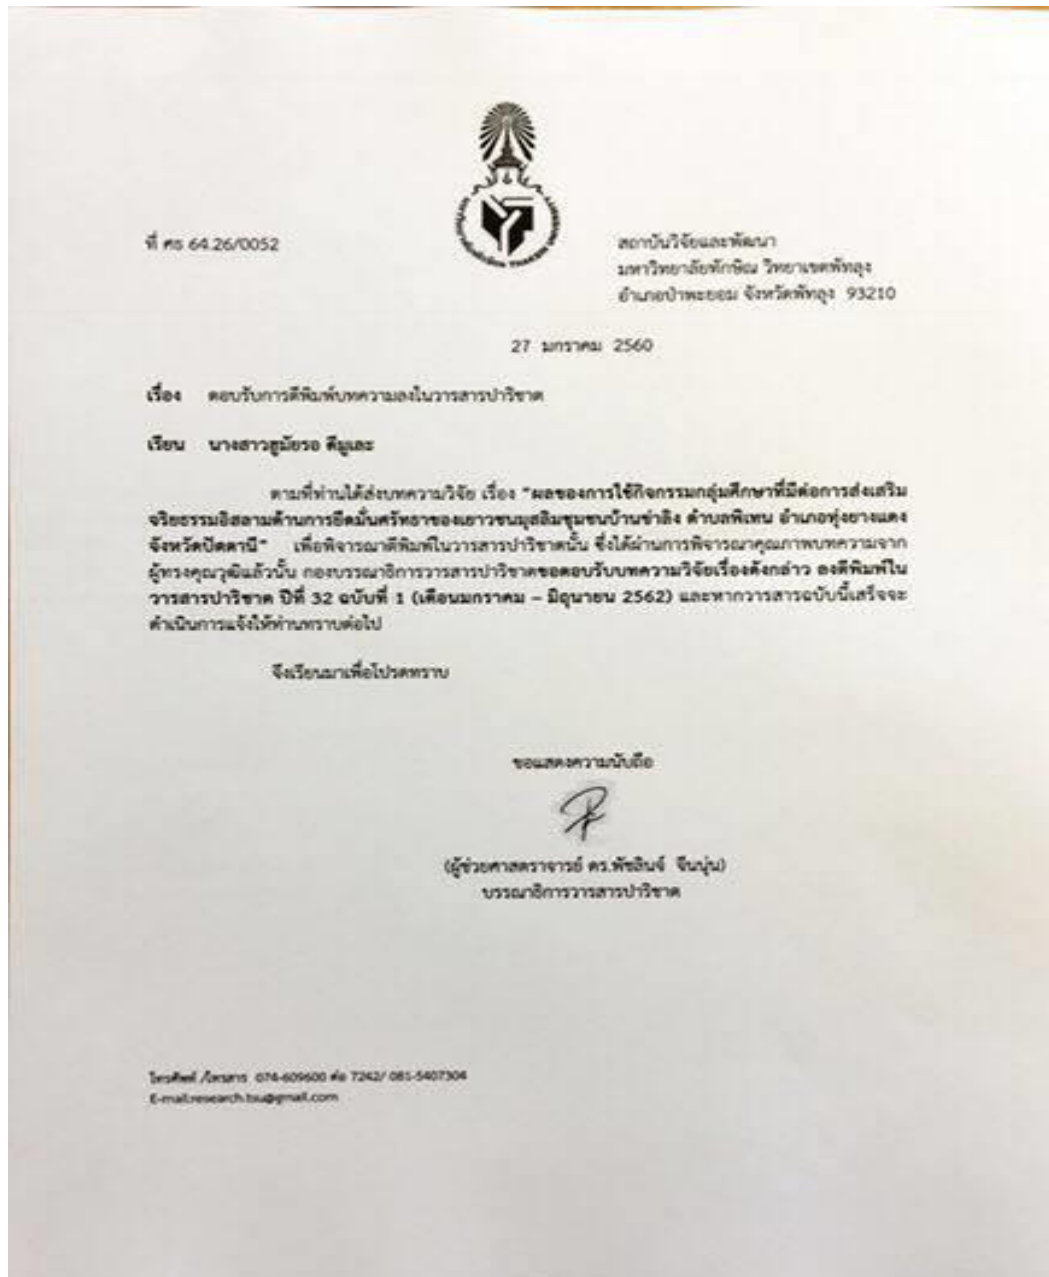 ที่ ศธ 64.26/0052
สถาบันวิจัยและพัฒนา
มหาวิทยาลัยทักษิณ วิทยาเขตพัทลุง
อำเภอป่าพะยอม จังหวัดพัทลุง 93210
27 มกราคม 2560
เรื่อง ตอบรับการตีพิมพ์บทความลงในวารสารปาริชาต
เรียน นางสาวฮูมัยรอ ดีมูเละ
ตามที่ท่านได้ส่งบทความวิจัย เรื่อง "ผลของการใช้กิจกรรมกลุ่มศึกษาที่มีต่อการส่งเสริม
จริยธรรมอิสลามด้านการยึดมั่นศรัทธาของเยาวชนมุสลิมชุมชนบ้านชาลิง ตำบลพิเทน อำเภอทุ่งยางแดง
จังหวัดปัตตานี" เพื่อพิจารณาตีพิมพ์ในวารสารปาริชาตนั้น ซึ่งได้ผ่านการพิจารณาคุณภาพบทความจาก
ผู้ทรงคุณวุฒิแล้วนั้น กองบรรณาธิการวารสารปาริชาตขอตอบรับบทความวิจัยเรื่องดังกล่าว ลงตีพิมพ์ใน
วารสารปาริชาต ปีที่ 32 ฉบับที่ 1 (เดือนมกราคม – มิถุนายน 2562) และหากวารสารฉบับนี้เสร็จจะ
ดำเนินการแจ้งให้ท่านทราบต่อไป
จึงเรียนมาเพื่อโปรดทราบ
ขอแสดงความนับถือ
(ผู้ช่วยศาสตราจารย์ ดร.พัชลินจ์ จีนนุ่น)
บรรณาธิการวารสารปาริชาต
โทรศัพท์ /โทรสาร 074-609600 ต่อ 7242/ 081-5407304
E-mail:research.tsu@gmail.com